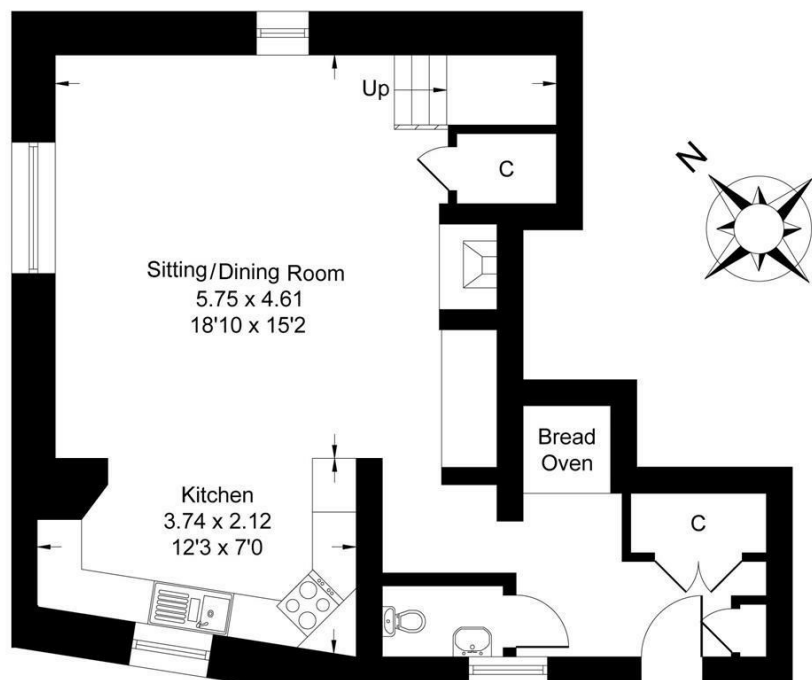 Up
C
N
Sitting/Dining Room
5.75 x 4.61
18'10 x 15'2
Bread
Oven
Kitchen
3.74 x 2.12
12'3 x 7'0
C